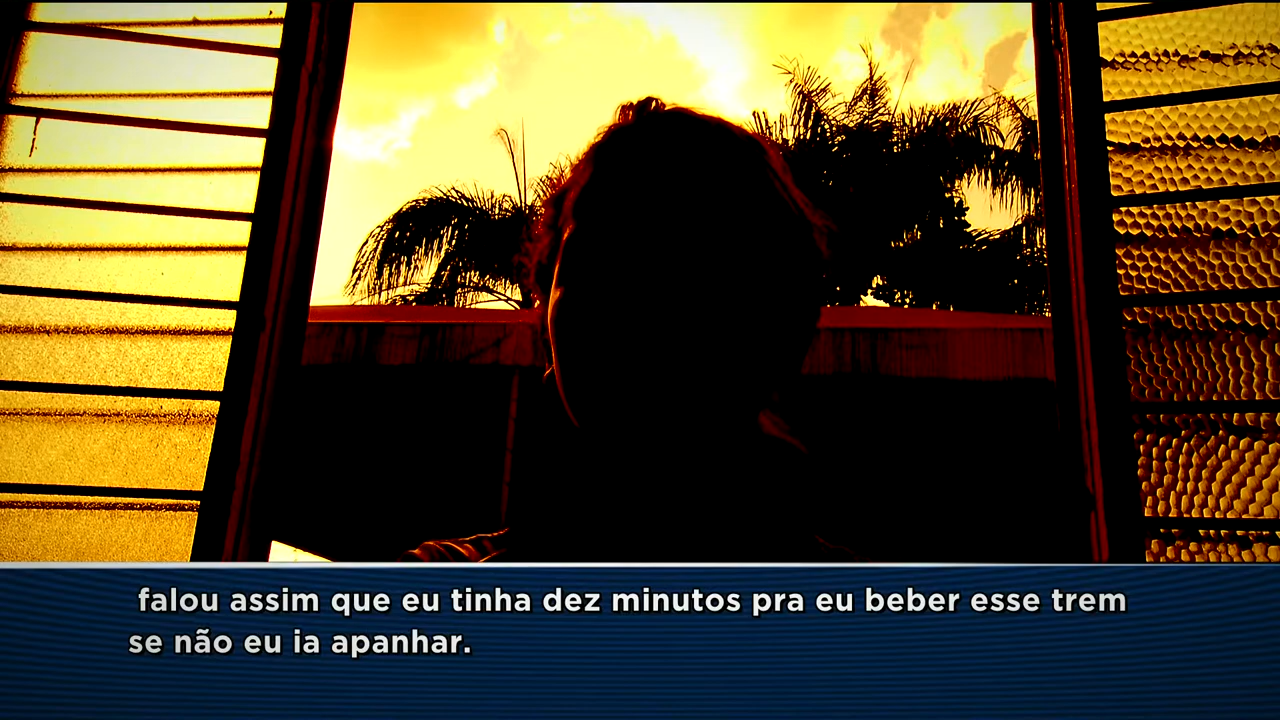 falou assim que eu tinha dez minutos pra eu beber esse trem
se não eu ia apanhar.